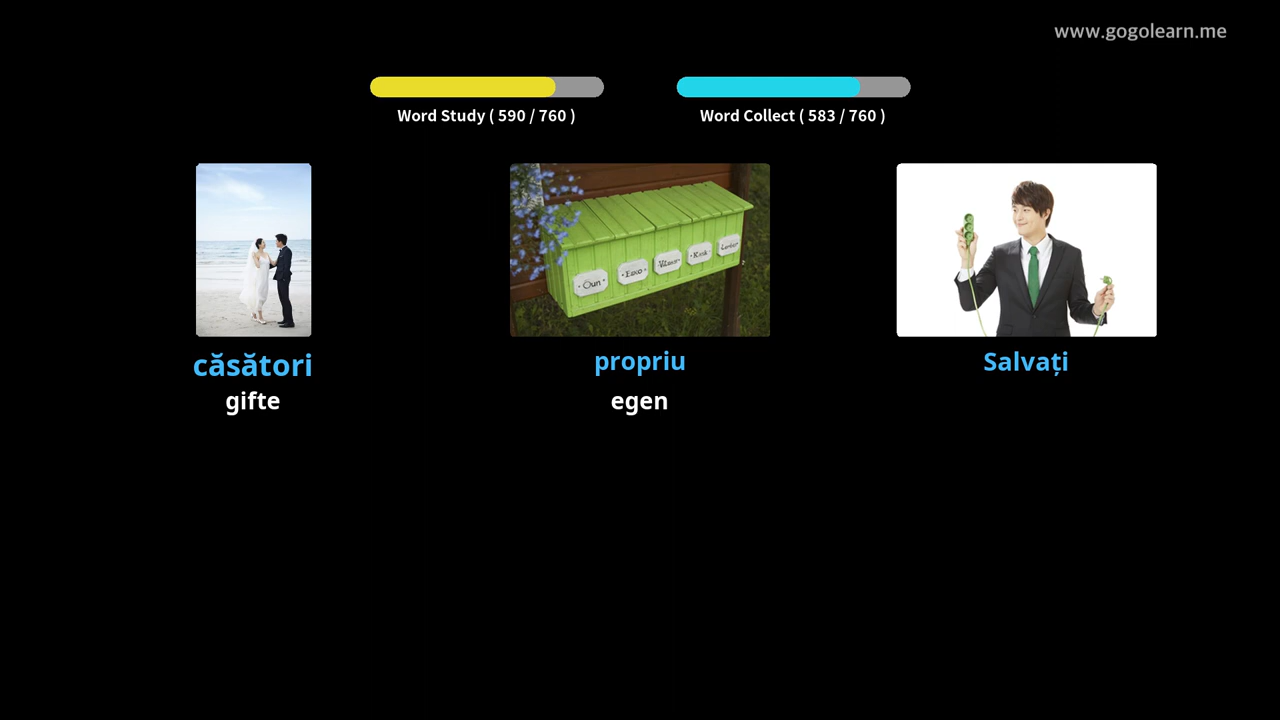 www.gogolearn.me
Word Study ( 590 / 760 )
Word Collect ( 583 / 760 )
căsători
gifte
propriu
egen
Salvați